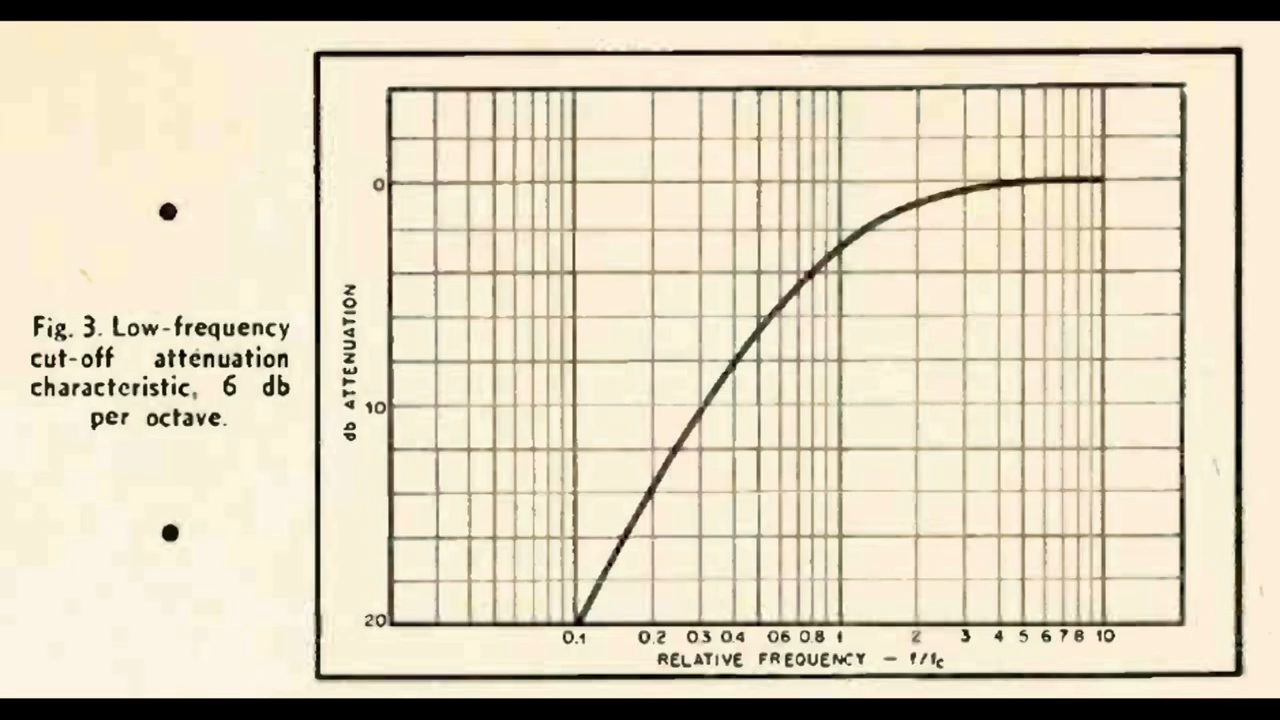 Fig. 3. Low-frequency
cut-off attenuation
characteristic, 6 db
per octave.
db ATTENUATION
0
10
20
0.1 0.2 0.3 0.4 0.6 0.8 1 2 3 4 5 6 7 8 10
RELATIVE FREQUENCY – f/fc